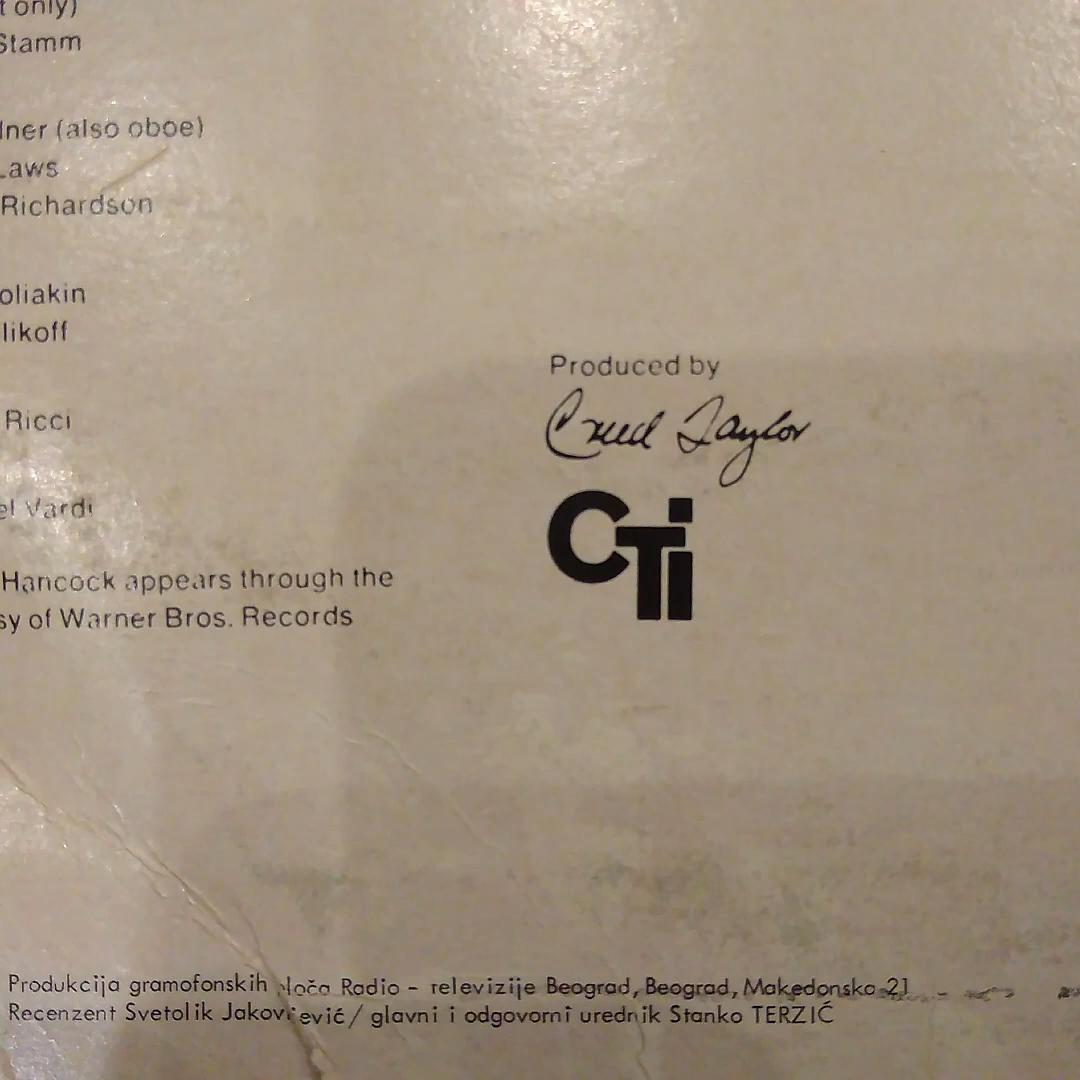 t only)
Stamm
lner (also oboe)
Laws
Richardson
oliakin
likoff
Ricci
el Vardi
Hancock appears through the
sy of Warner Bros. Records
Produced by
Creed Taylor
CTi
Produkcija gramofonskih ploča Radio - televizije Beograd, Beograd, Makedonska 21
Recenzent Svetolik Jakovljević / glavni i odgovorni urednik Stanko TERZIĆ